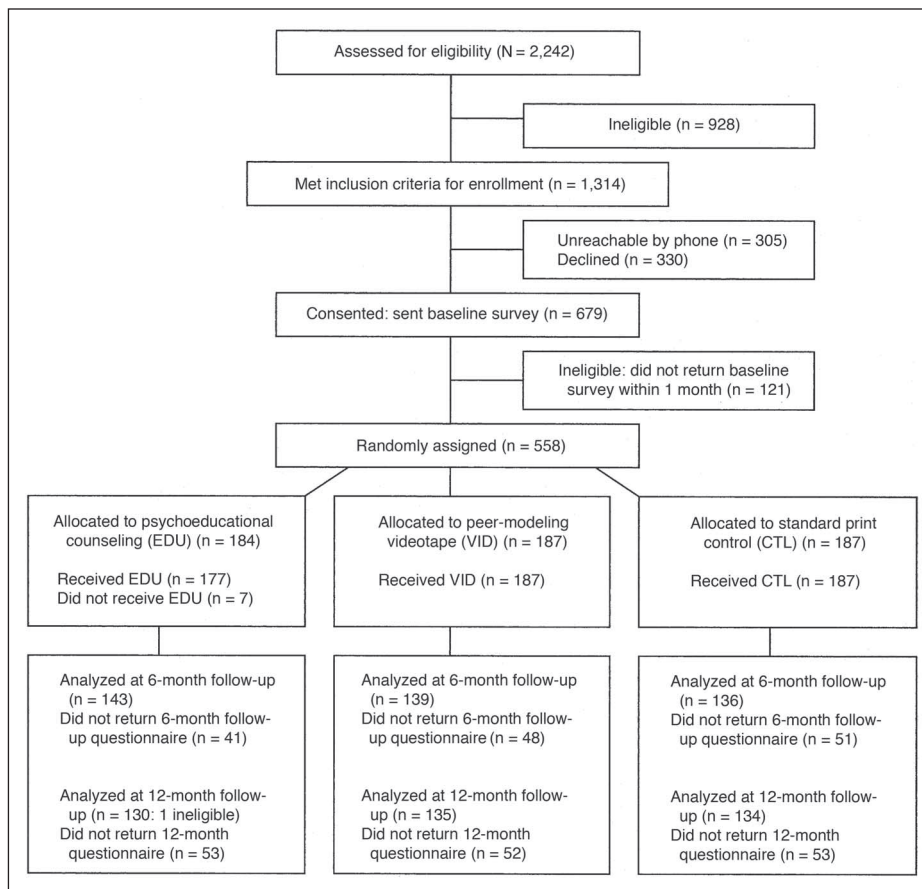 Assessed for eligibility (N = 2,242)
Ineligible (n = 928)
Met inclusion criteria for enrollment (n = 1,314)
Unreachable by phone (n = 305)
Declined (n = 330)
Consented: sent baseline survey (n = 679)
Ineligible: did not return baseline
survey within 1 month (n = 121)
Randomly assigned (n = 558)
Allocated to psychoeducational
counseling (EDU) (n = 184)
Received EDU (n = 177)
Did not receive EDU (n = 7)
Allocated to peer-modeling
videotape (VID) (n = 187)
Received VID (n = 187)
Allocated to standard print
control (CTL) (n = 187)
Received CTL (n = 187)
Analyzed at 6-month follow-up
(n = 143)
Did not return 6-month follow-
up questionnaire (n = 41)
Analyzed at 12-month follow-
up (n = 130: 1 ineligible)
Did not return 12-month
questionnaire (n = 53)
Analyzed at 6-month follow-up
(n = 139)
Did not return 6-month follow-
up questionnaire (n = 48)
Analyzed at 12-month follow-
up (n = 135)
Did not return 12-month
questionnaire (n = 52)
Analyzed at 6-month follow-up
(n = 136)
Did not return 6-month follow-
up questionnaire (n = 51)
Analyzed at 12-month follow-
up (n = 134)
Did not return 12-month
questionnaire (n = 53)